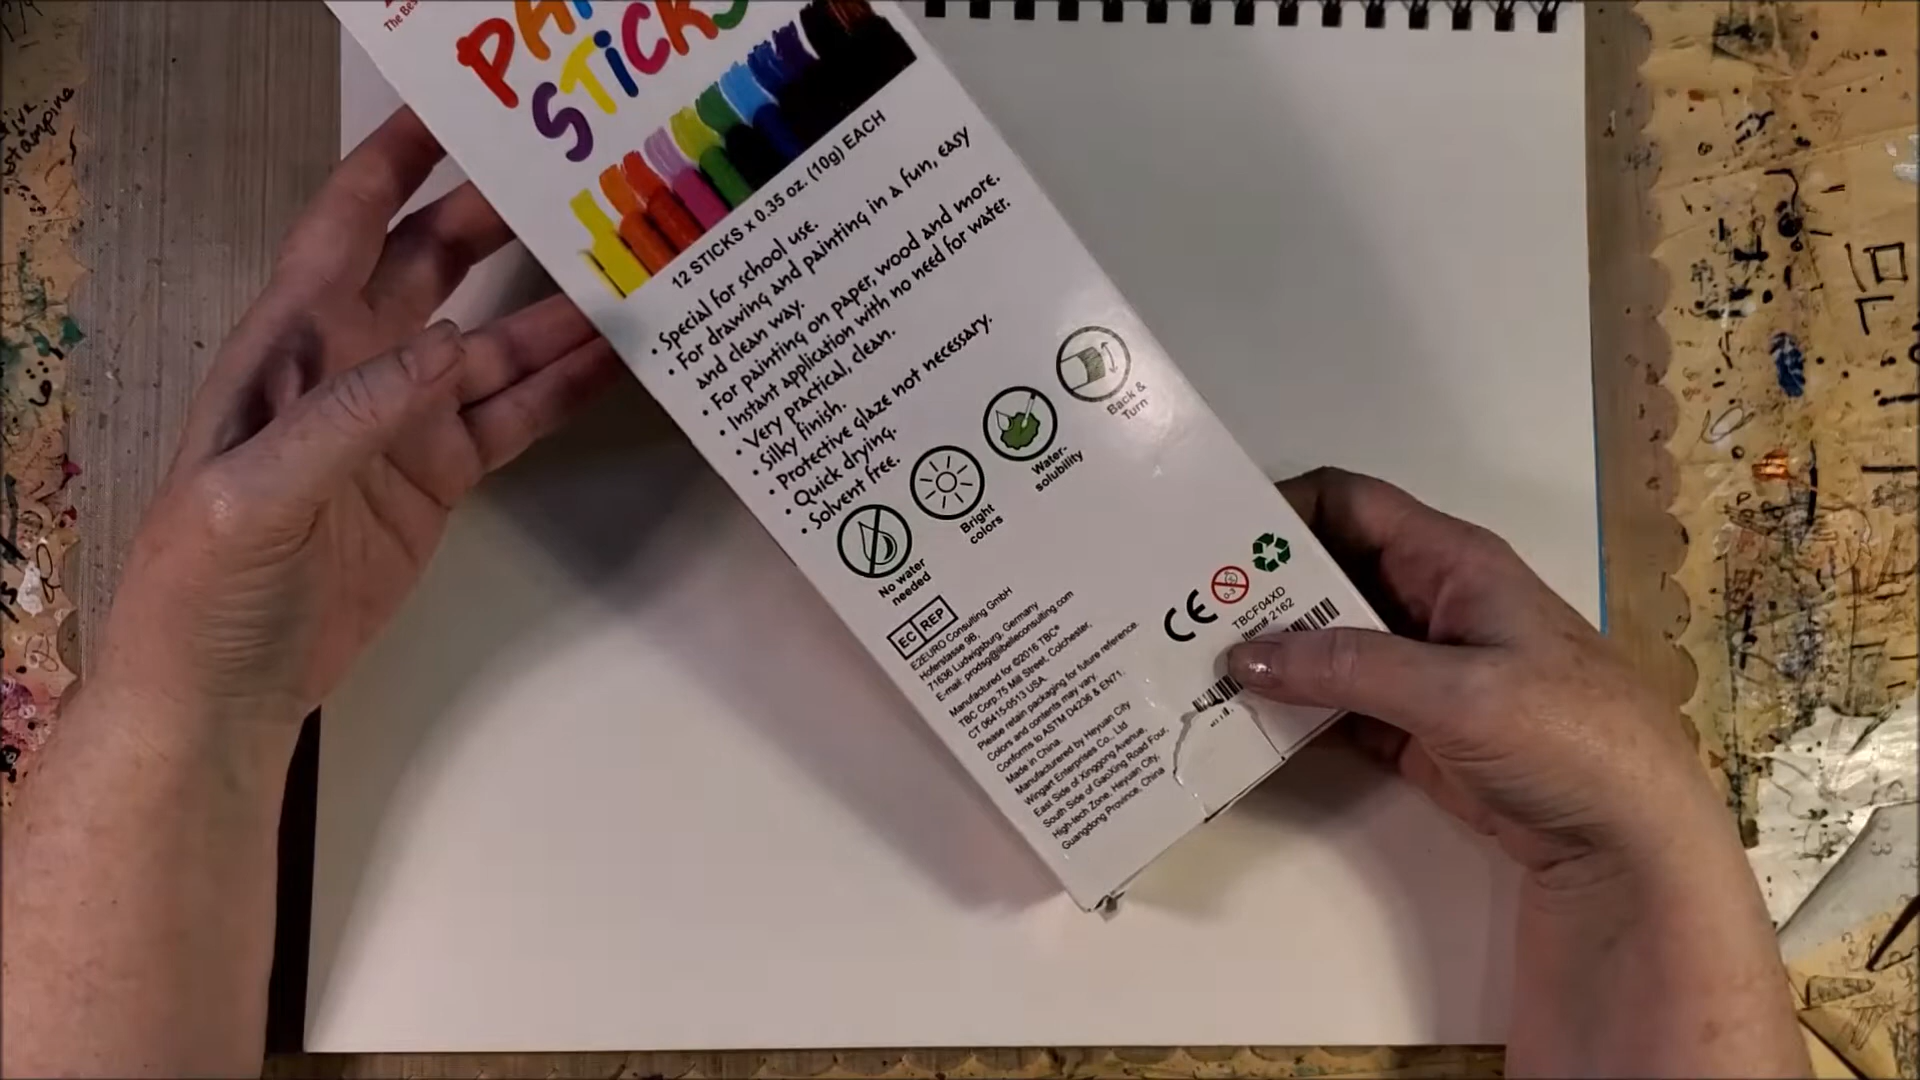 The Bes
PA
STiCKS
12 STICKS x 0.35 oz. (10g) EACH
• Special for school use.
• For drawing and painting in a fun, easy
and clean way.
• For painting on paper, wood and more.
• Instant application with no need for water.
• Very practical, clean.
• Silky finish.
• Protective glaze not necessary.
• Quick drying.
• Solvent free.
No water
needed
Bright
colors
Water-
solubility
Back &
Turn
EC REP
E2EURO Consulting GmbH
Hoferstasse 9B,
71636 Ludwigsburg, Germany
E-mail: prodsg@libelleconsulting.com
Manufactured for ©2016 TBC®
TBC Corp.75 Mill Street, Colchester,
CT 06415-0513 USA.
Please retain packaging for future reference.
Colors and contents may vary.
Conforms to ASTM D4236 & EN71.
Made in China.
Manufactured by Heyuan City
Wingart Enterprises Co., Ltd
East Side of Xinggong Avenue,
South Side of GaoXing Road Four,
High-tech Zone, Heyuan City,
Guangdong Province, China
CE
0-3
TBCF04XD
Item# 2162